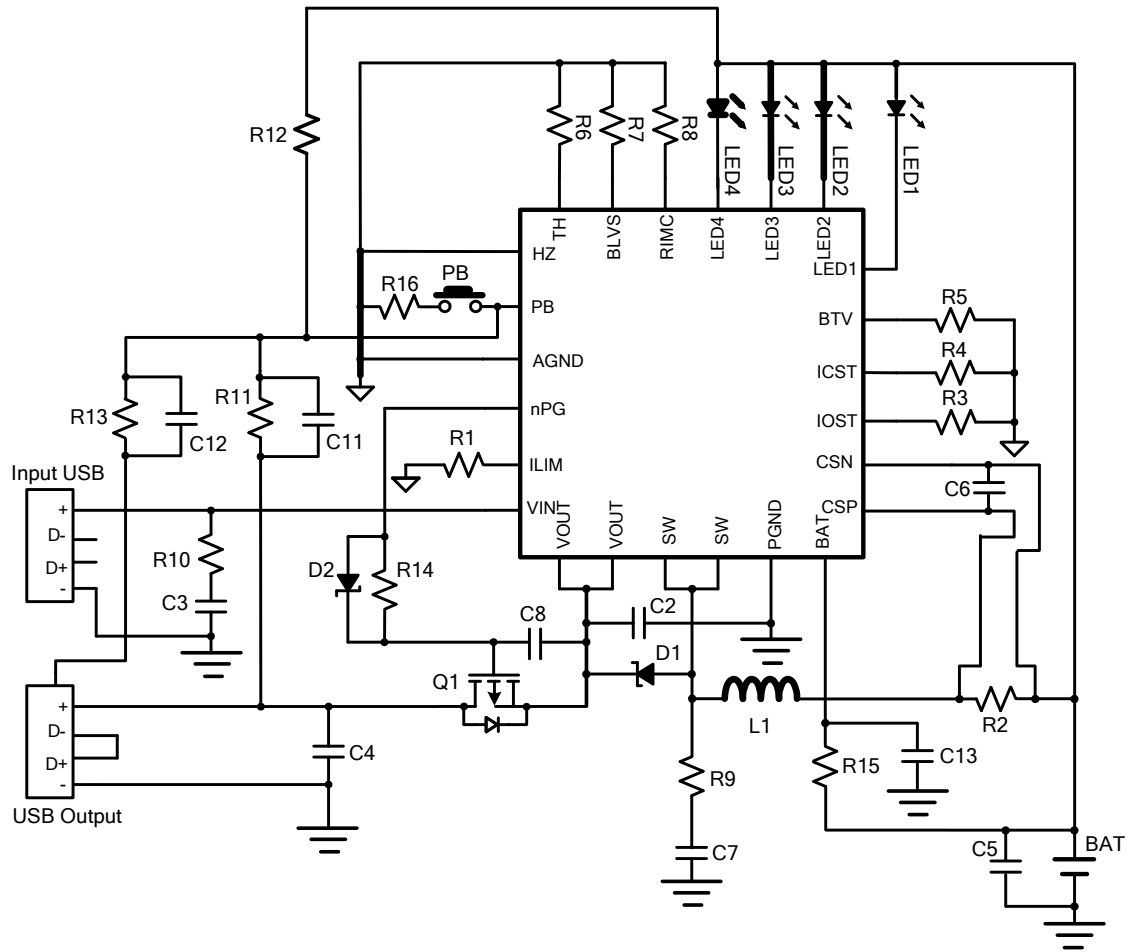 R12
R6
R7
R8
LED4
LED3
LED2
LED1
TH
BLVS
RIMC
LED4
LED3
LED2
LED1
HZ
R16
PB
PB
AGND
nPG
R1
ILIM
VIN
BTV
R5
ICST
R4
IOST
R3
CSN
CSP
C6
VOUT
VOUT
SW
SW
PGND
BAT
R13
C12
R11
C11
Input USB
+
D-
D+
-
R10
C3
D2
R14
C8
C2
D1
Q1
L1
R2
+
D-
D+
-
USB Output
C4
R9
C7
R15
C13
C5
BAT